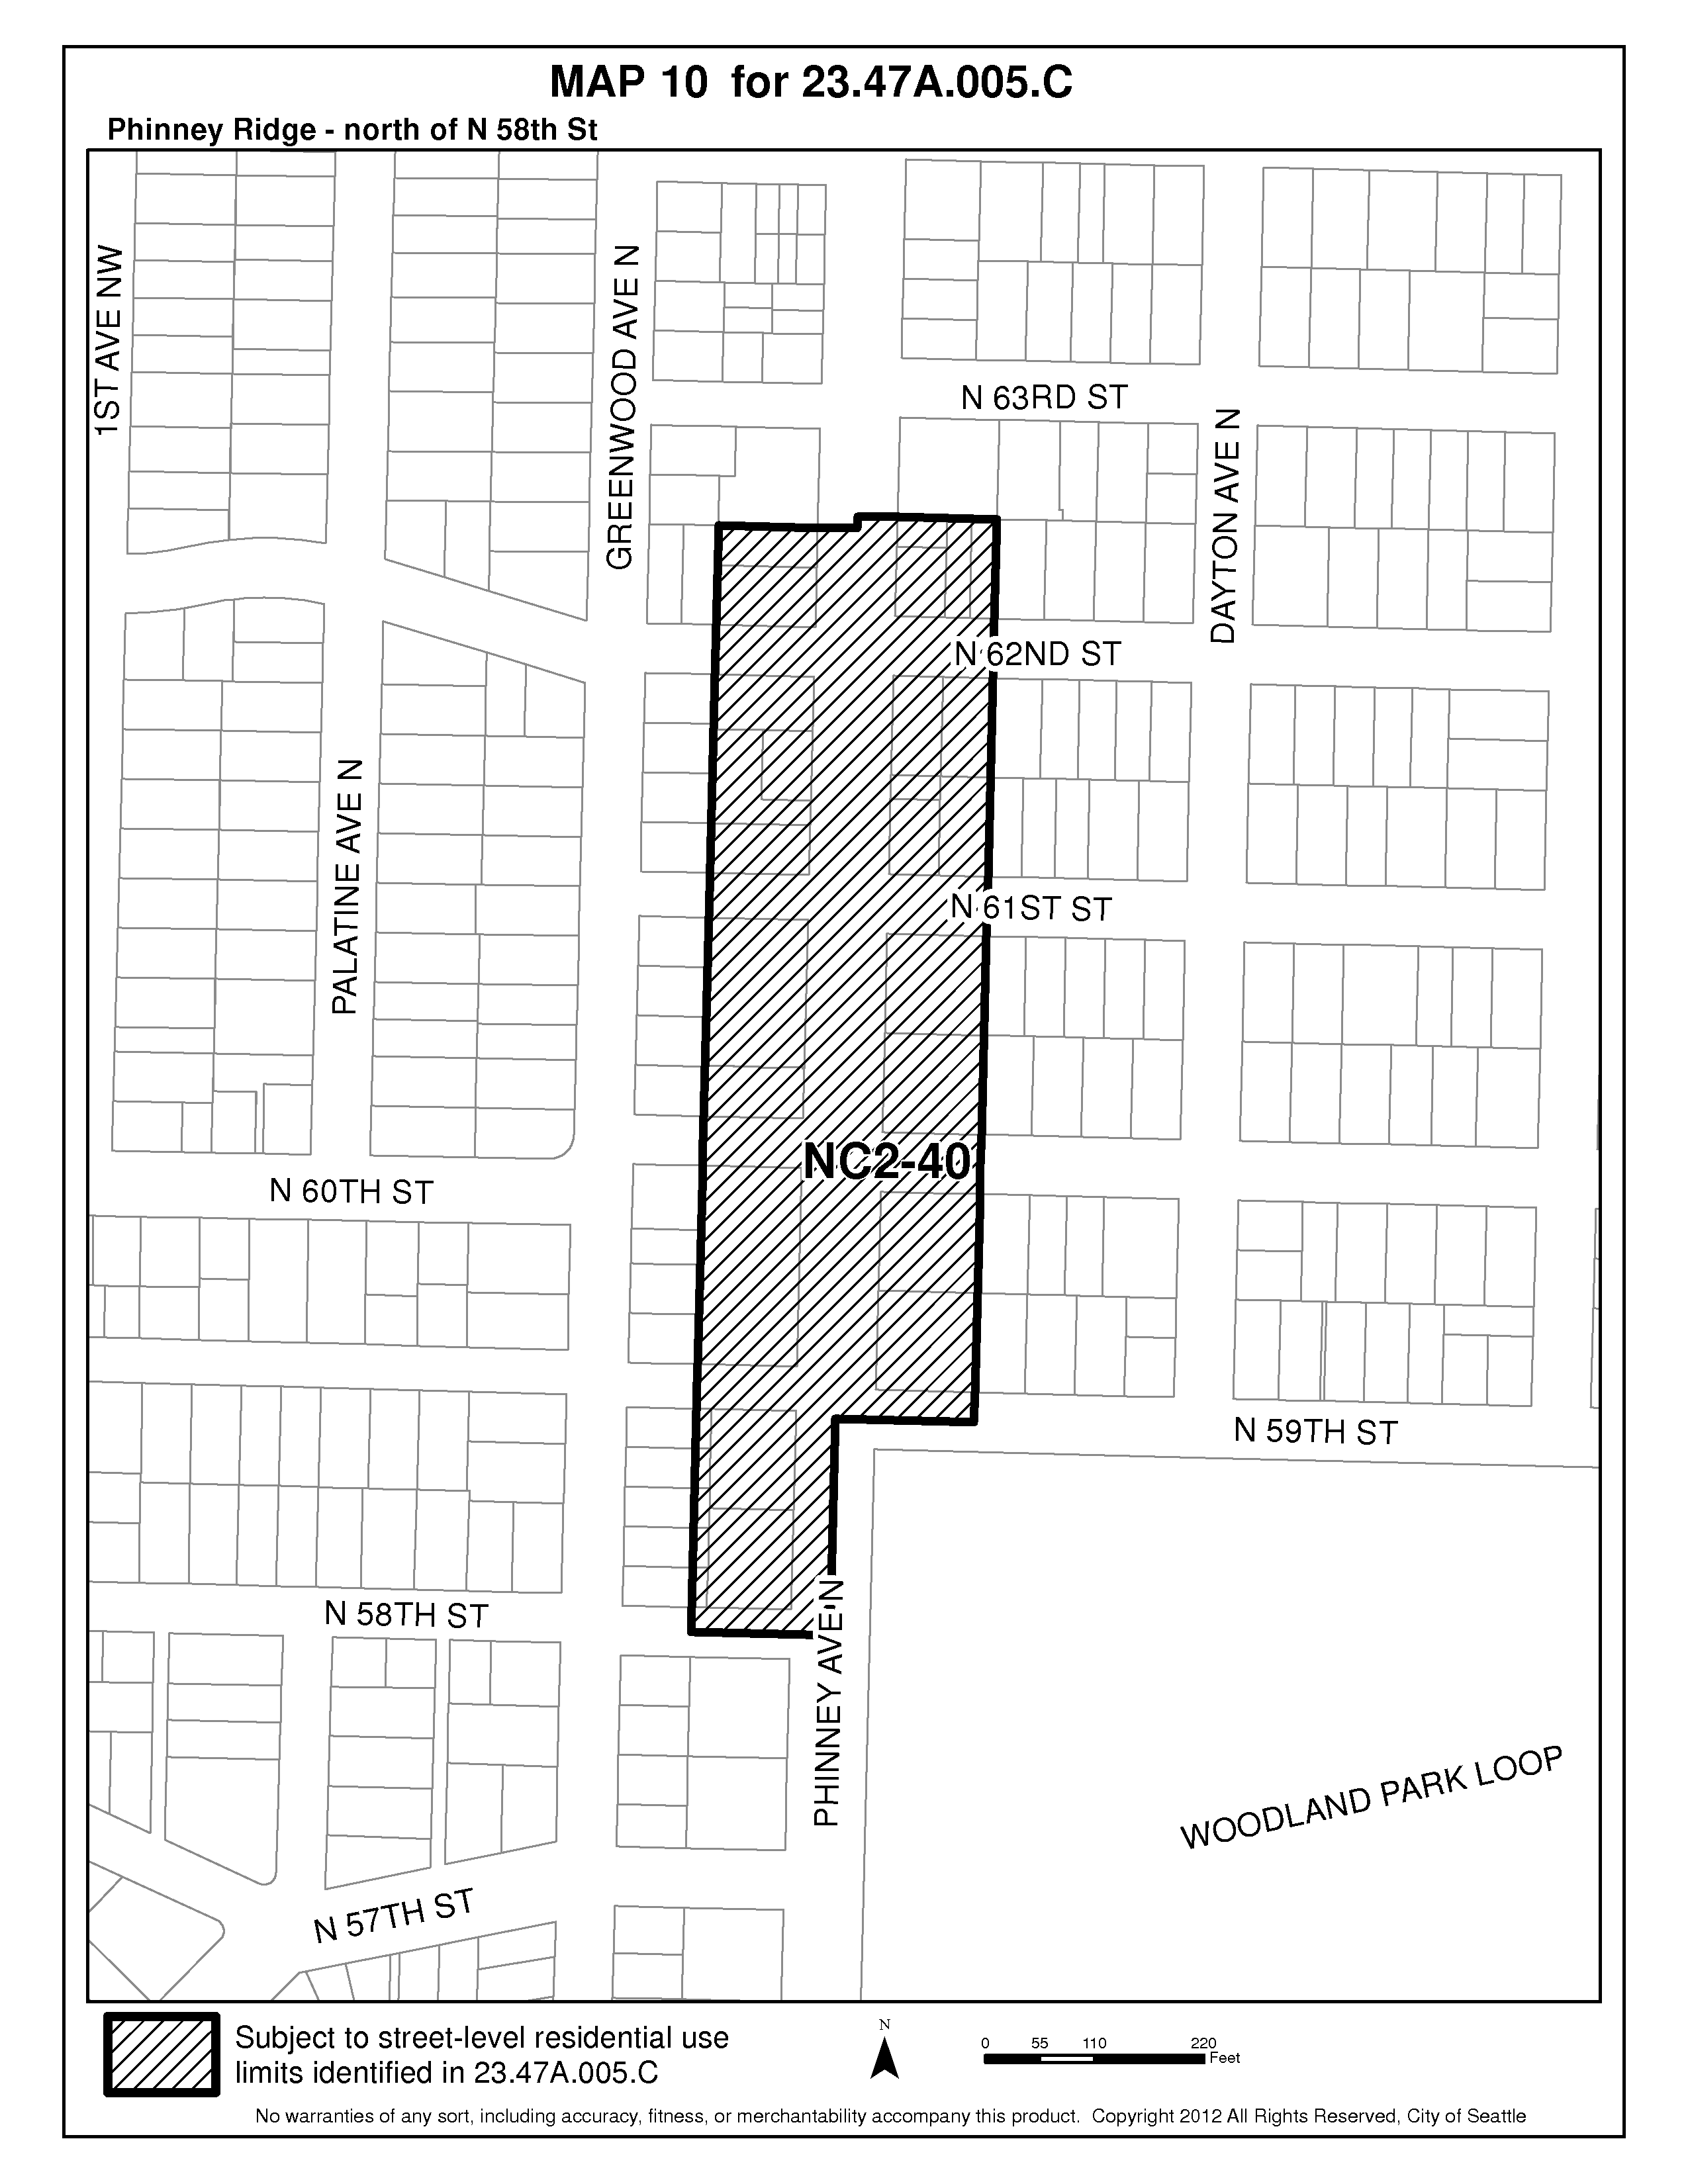 MAP 10 for 23.47A.005.C
Phinney Ridge - north of N 58th St
1ST AVE NW
GREENWOOD AVE N
N 63RD ST
DAYTON AVE N
N 62ND ST
PALATINE AVE N
N 61ST ST
NC2-40
N 60TH ST
N 59TH ST
N 58TH ST
PHINNEY AVE N
WOODLAND PARK LOOP
N 57TH ST
Subject to street-level residential use
limits identified in 23.47A.005.C
N
0 55 110 220
Feet
No warranties of any sort, including accuracy, fitness, or merchantability accompany this product. Copyright 2012 All Rights Reserved, City of Seattle